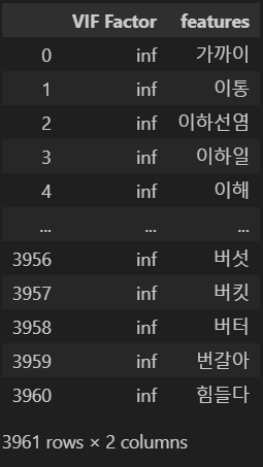 VIF Factor features
0 inf 가까이
1 inf 이통
2 inf 이하선염
3 inf 이하일
4 inf 이해
... ... ...
3956 inf 버섯
3957 inf 버킷
3958 inf 버터
3959 inf 번갈아
3960 inf 힘들다
3961 rows × 2 columns